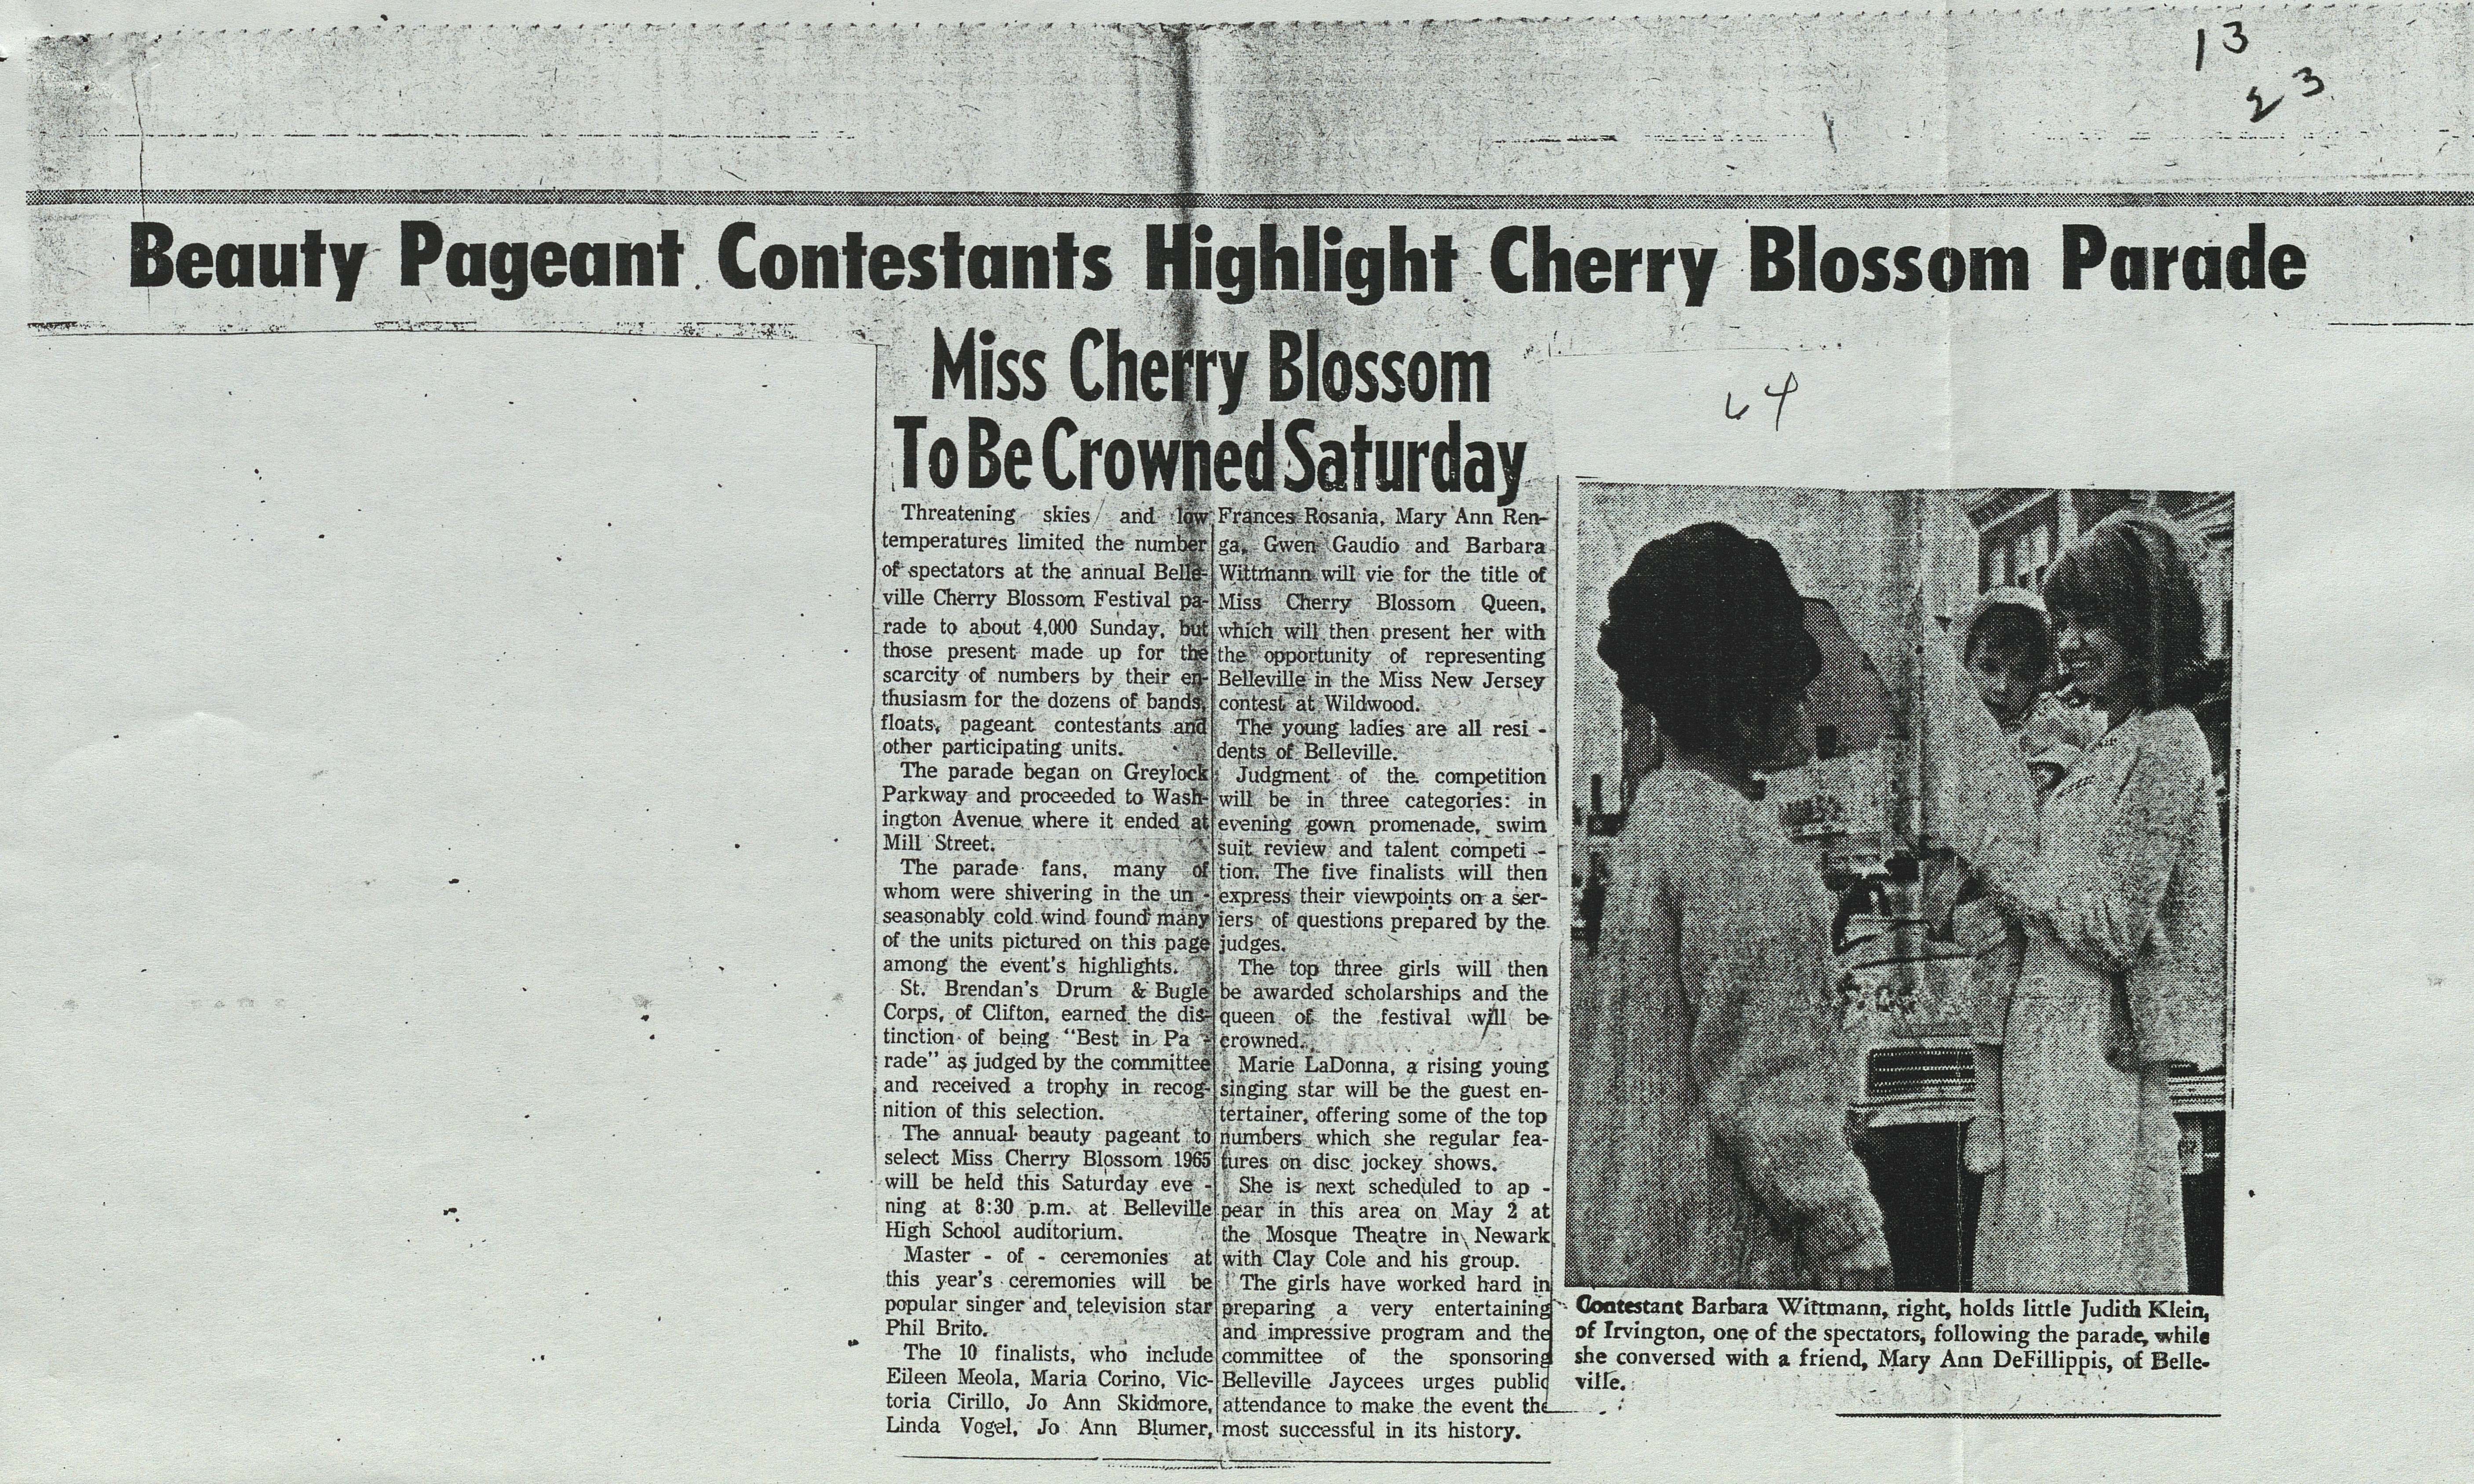 13
23
Beauty Pageant Contestants Highlight Cherry Blossom Parade
Miss Cherry Blossom
To Be Crowned Saturday
64
Threatening skies and low
temperatures limited the number
of spectators at the annual Belle-
ville Cherry Blossom Festival pa-
rade to about 4,000 Sunday, but
those present made up for the
scarcity of numbers by their en-
thusiasm for the dozens of bands,
floats, pageant contestants and
other participating units.
The parade began on Greylock
Parkway and proceeded to Wash-
ington Avenue where it ended at
Mill Street.
The parade fans, many of
whom were shivering in the un -
seasonably cold wind found many
of the units pictured on this page
among the event's highlights.
St. Brendan's Drum & Bugle
Corps, of Clifton, earned the dis-
tinction of being "Best in Pa -
rade" as judged by the committee
and received a trophy in recog-
nition of this selection.
The annual beauty pageant to
select Miss Cherry Blossom 1965
will be held this Saturday eve -
ning at 8:30 p.m. at Belleville
High School auditorium.
Master - of - ceremonies at
this year's ceremonies will be
popular singer and television star
Phil Brito.
The 10 finalists, who include
Eileen Meola, Maria Corino, Vic-
toria Cirillo, Jo Ann Skidmore,
Linda Vogel, Jo Ann Blumer,
Frances Rosania, Mary Ann Ren-
ga, Gwen Gaudio and Barbara
Wittmann will vie for the title of
Miss Cherry Blossom Queen,
which will then present her with
the opportunity of representing
Belleville in the Miss New Jersey
contest at Wildwood.
The young ladies are all resi -
dents of Belleville.
Judgment of the competition
will be in three categories: in
evening gown promenade, swim
suit review and talent competi -
tion. The five finalists will then
express their viewpoints on a ser-
iers of questions prepared by the
judges.
The top three girls will then
be awarded scholarships and the
queen of the festival will be
crowned.
Marie LaDonna, a rising young
singing star will be the guest en-
tertainer, offering some of the top
numbers which she regular fea-
tures on disc jockey shows.
She is next scheduled to ap -
pear in this area on May 2 at
the Mosque Theatre in Newark
with Clay Cole and his group.
The girls have worked hard in
preparing a very entertaining
and impressive program and the
committee of the sponsoring
Belleville Jaycees urges public
attendance to make the event the
most successful in its history.
Contestant Barbara Wittmann, right, holds little Judith Klein,
of Irvington, one of the spectators, following the parade, while
she conversed with a friend, Mary Ann DeFillippis, of Belle-
ville.